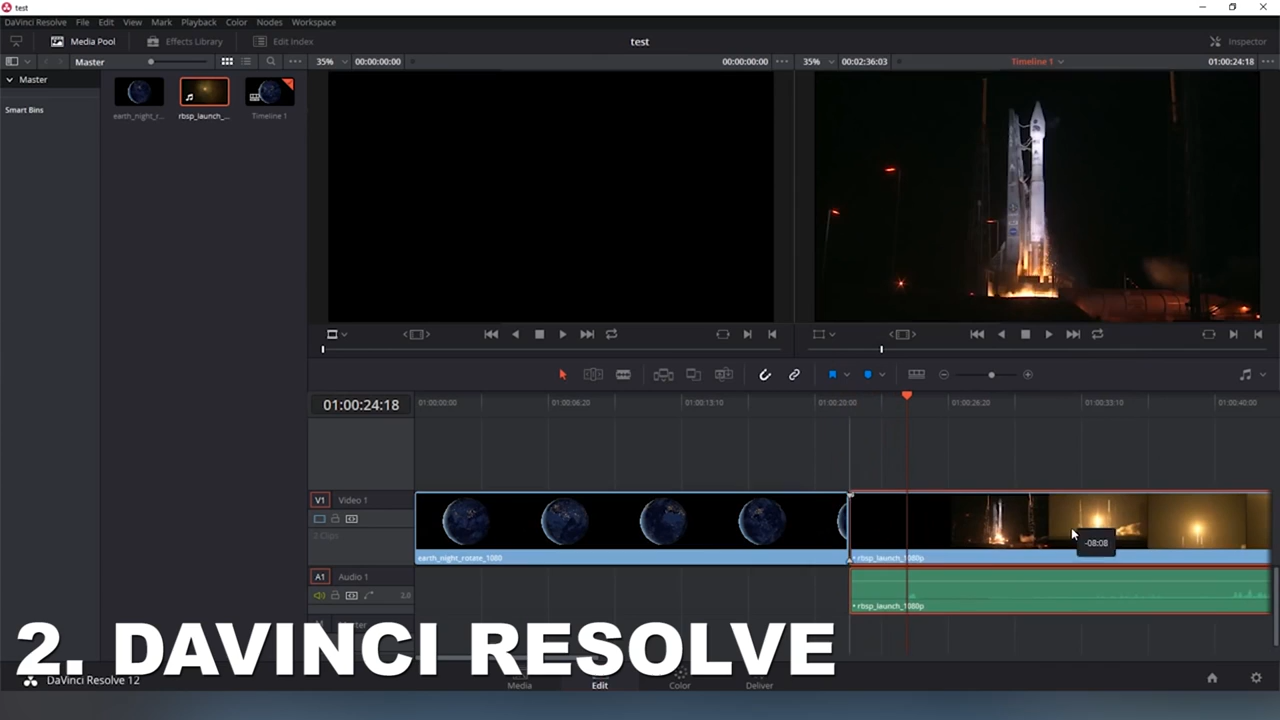 test
DaVinci Resolve File Edit View Mark Playback Color Nodes Workspace
Media Pool Effects Library Edit Index test Inspector
Master 35% 00:00:00:00 00:00:00:00 35% 00:02:36:03 Timeline 1 01:00:24:18
Master
Smart Bins
earth_night_r... rbsp_launch_... Timeline 1
01:00:24:18 01:00:00:00 01:00:06:20 01:00:13:10 01:00:20:00 01:00:26:20 01:00:33:10 01:00:40:00
V1 Video 1
2 Clips
-08:08
earth_night_rotate_1080 • rbsp_launch_1080p
A1 Audio 1
2.0
• rbsp_launch_1080p
2. DAVINCI RESOLVE
DaVinci Resolve 12 Media Edit Color Deliver